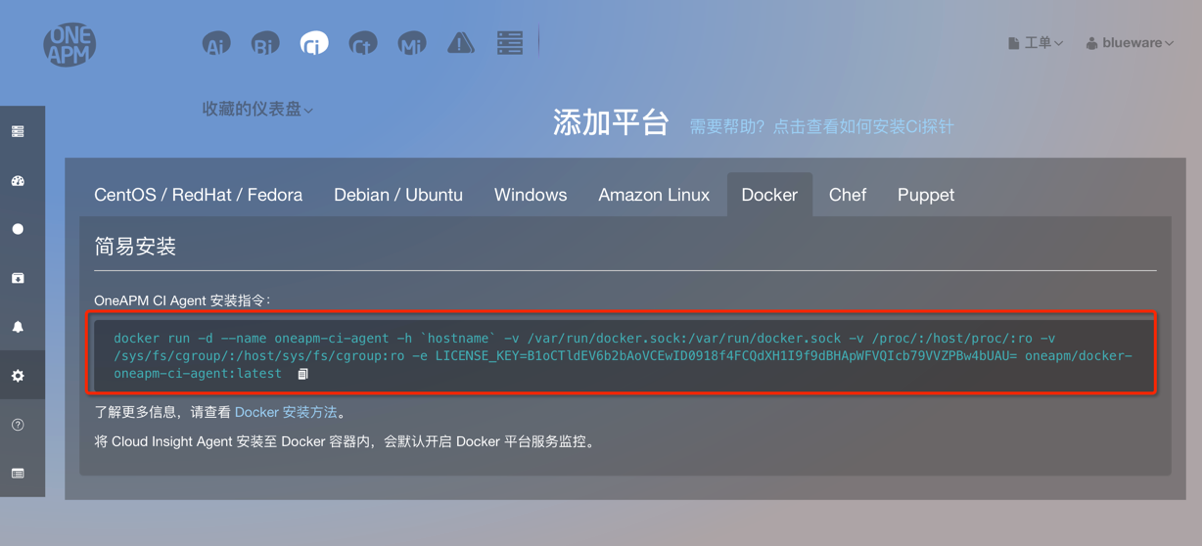 ONE
APM
Ai Bi Ci Ct Mi
工单 blueware
收藏的仪表盘
添加平台 需要帮助？点击查看如何安装Ci探针
CentOS / RedHat / Fedora Debian / Ubuntu Windows Amazon Linux Docker Chef Puppet
简易安装
OneAPM CI Agent 安装指令：
docker run -d --name oneapm-ci-agent -h `hostname` -v /var/run/docker.sock:/var/run/docker.sock -v /proc/:/host/proc/:ro -v
/sys/fs/cgroup/:/host/sys/fs/cgroup:ro -e LICENSE_KEY=B1oCTldEV6b2bAoVCEwID0918f4FCQdXH1I9f9dBHApWFVQIcb79VVZPBw4bUAU= oneapm/docker-
oneapm-ci-agent:latest
了解更多信息，请查看 Docker 安装方法。
将 Cloud Insight Agent 安装至 Docker 容器内，会默认开启 Docker 平台服务监控。